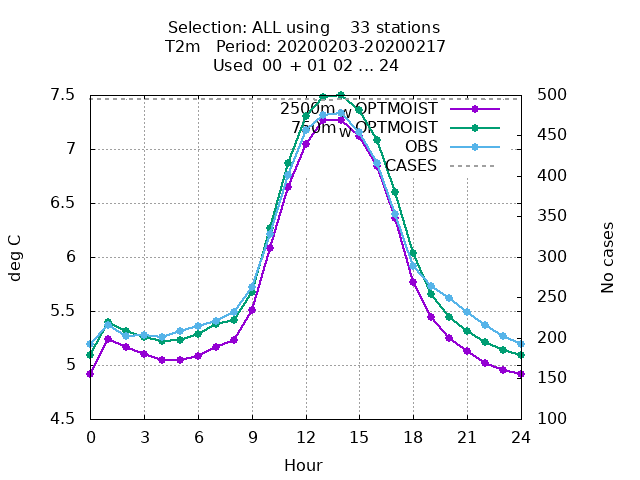 Selection: ALL using 33 stations
T2m Period: 20200203-20200217
Used 00 + 01 02 ... 24
7.5
7
6.5
6
5.5
5
4.5
deg C
2500m_w OPTMOIST
750m_w OPTMOIST
OBS
CASES
500
450
400
350
300
250
200
150
100
No cases
0 3 6 9 12 15 18 21 24
Hour